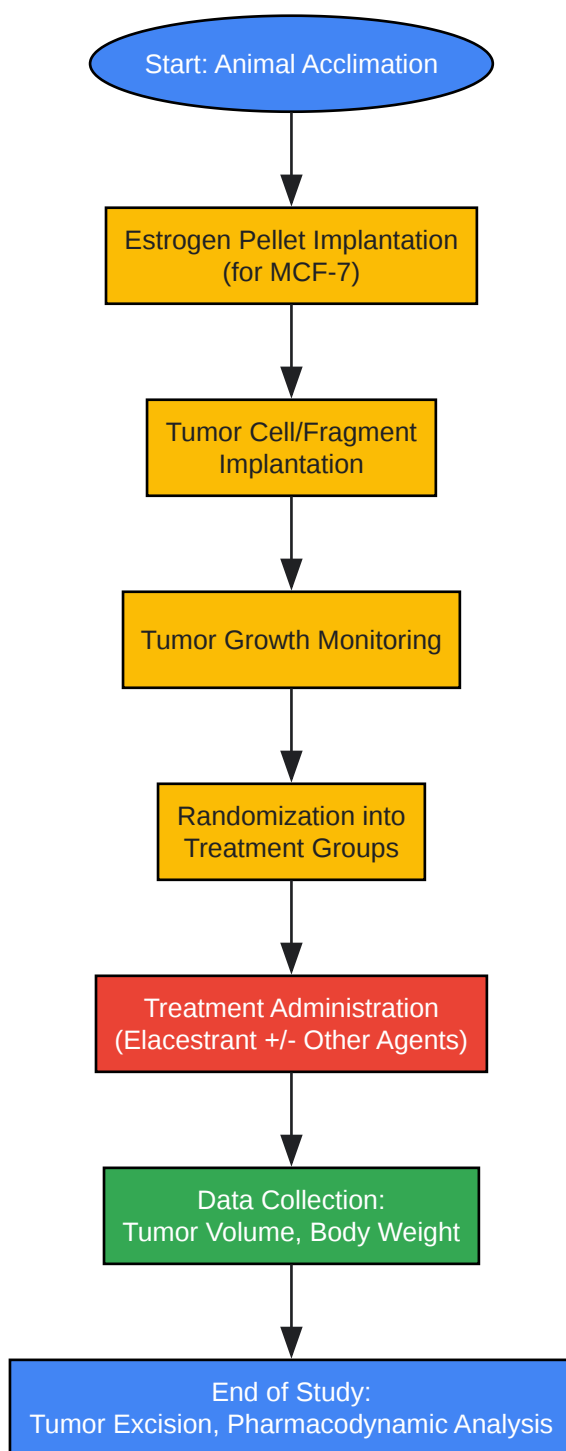 Start: Animal Acclimation
Estrogen Pellet Implantation
(for MCF-7)
Tumor Cell/Fragment
Implantation
Tumor Growth Monitoring
Randomization into
Treatment Groups
Treatment Administration
(Elacestrant +/- Other Agents)
Data Collection:
Tumor Volume, Body Weight
End of Study:
Tumor Excision, Pharmacodynamic Analysis